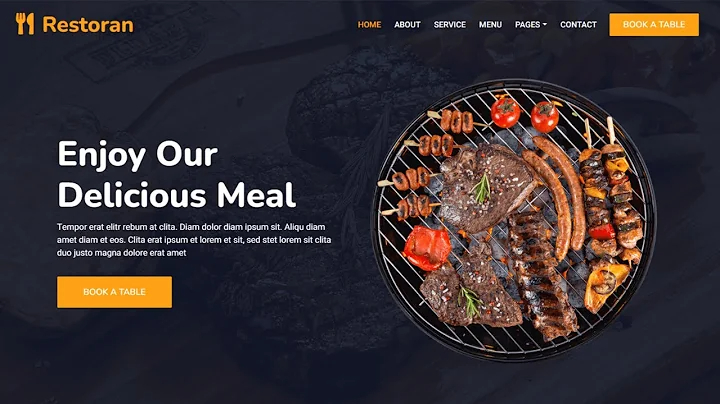 Restoran
HOME ABOUT SERVICE MENU PAGES CONTACT BOOK A TABLE
Enjoy Our
Delicious Meal
Tempor erat elitr rebum at clita. Diam dolor diam ipsum sit. Aliqu diam
amet diam et eos. Clita erat ipsum et lorem et sit, sed stet lorem sit clita
duo justo magna dolore erat amet
BOOK A TABLE